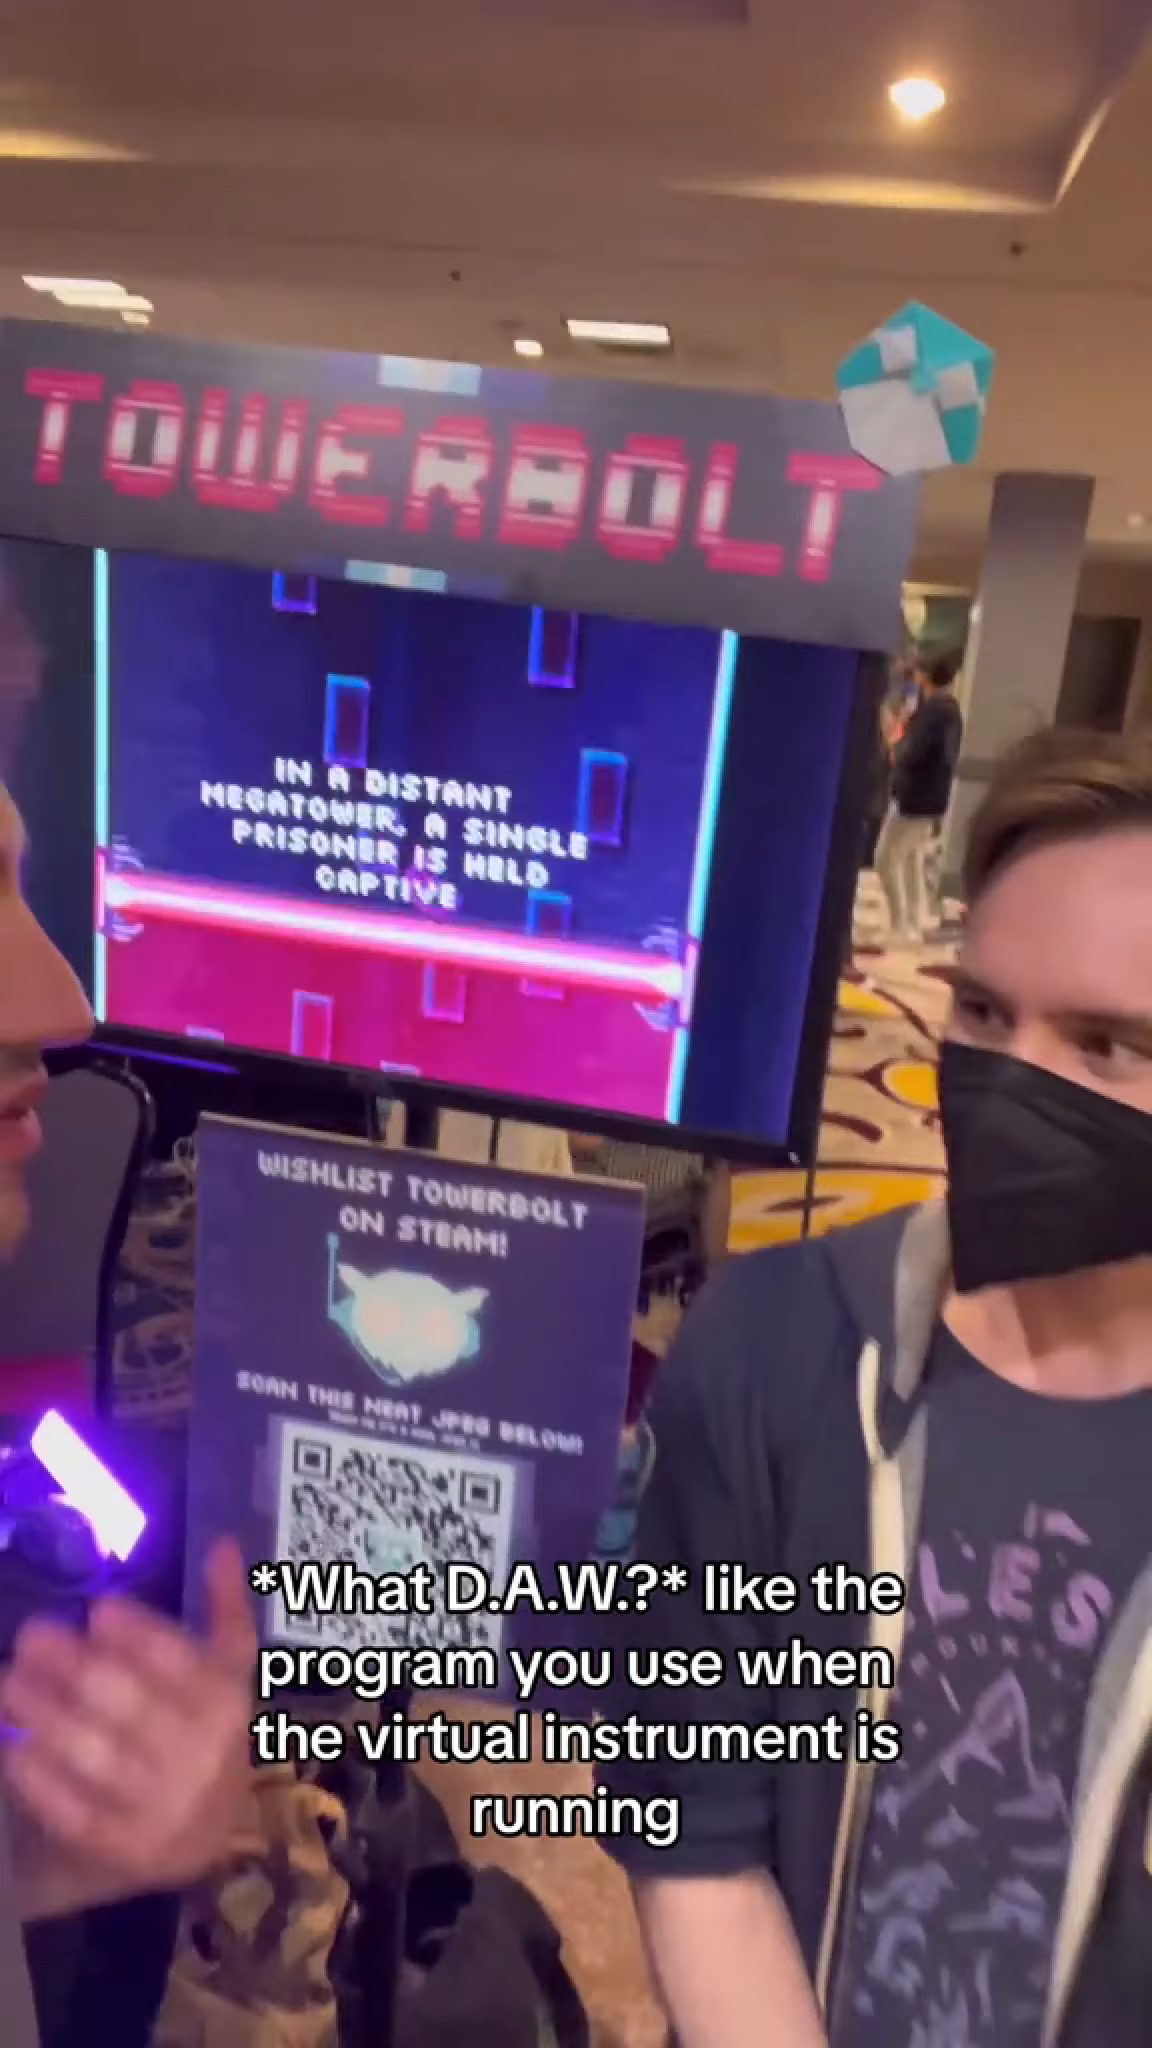 TOWERBOLT
IN A DISTANT
MEGATOWER, A SINGLE
PRISONER IS HELD
CAPTIVE
WISHLIST TOWERBOLT
ON STEAM!
SCAN THIS NEAT JPEG BELOW!
*What D.A.W.?* like the
program you use when
the virtual instrument is
running